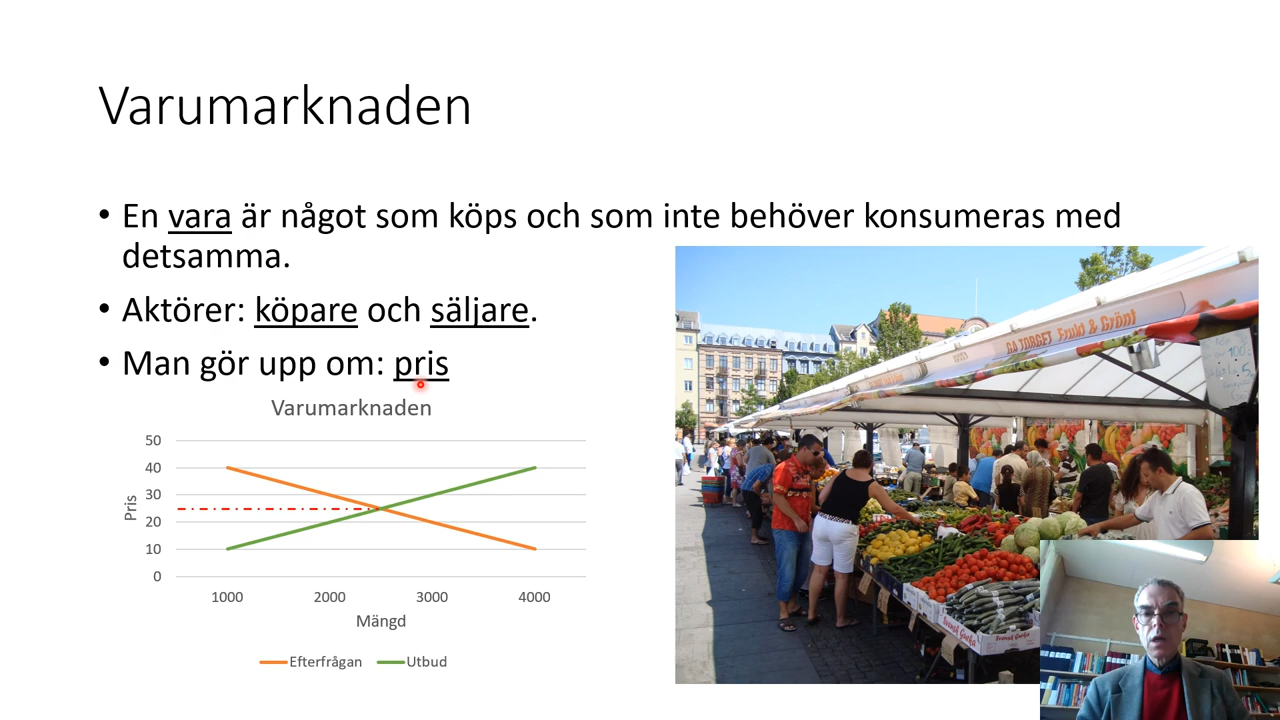 Varumarknaden
• En vara är något som köps och som inte behöver konsumeras med
detsamma.
• Aktörer: köpare och säljare.
• Man gör upp om: pris
Varumarknaden
50
40
30
20
10
0
Pris
1000 2000 3000 4000
Mängd
Efterfrågan Utbud
Frukt & Grönt